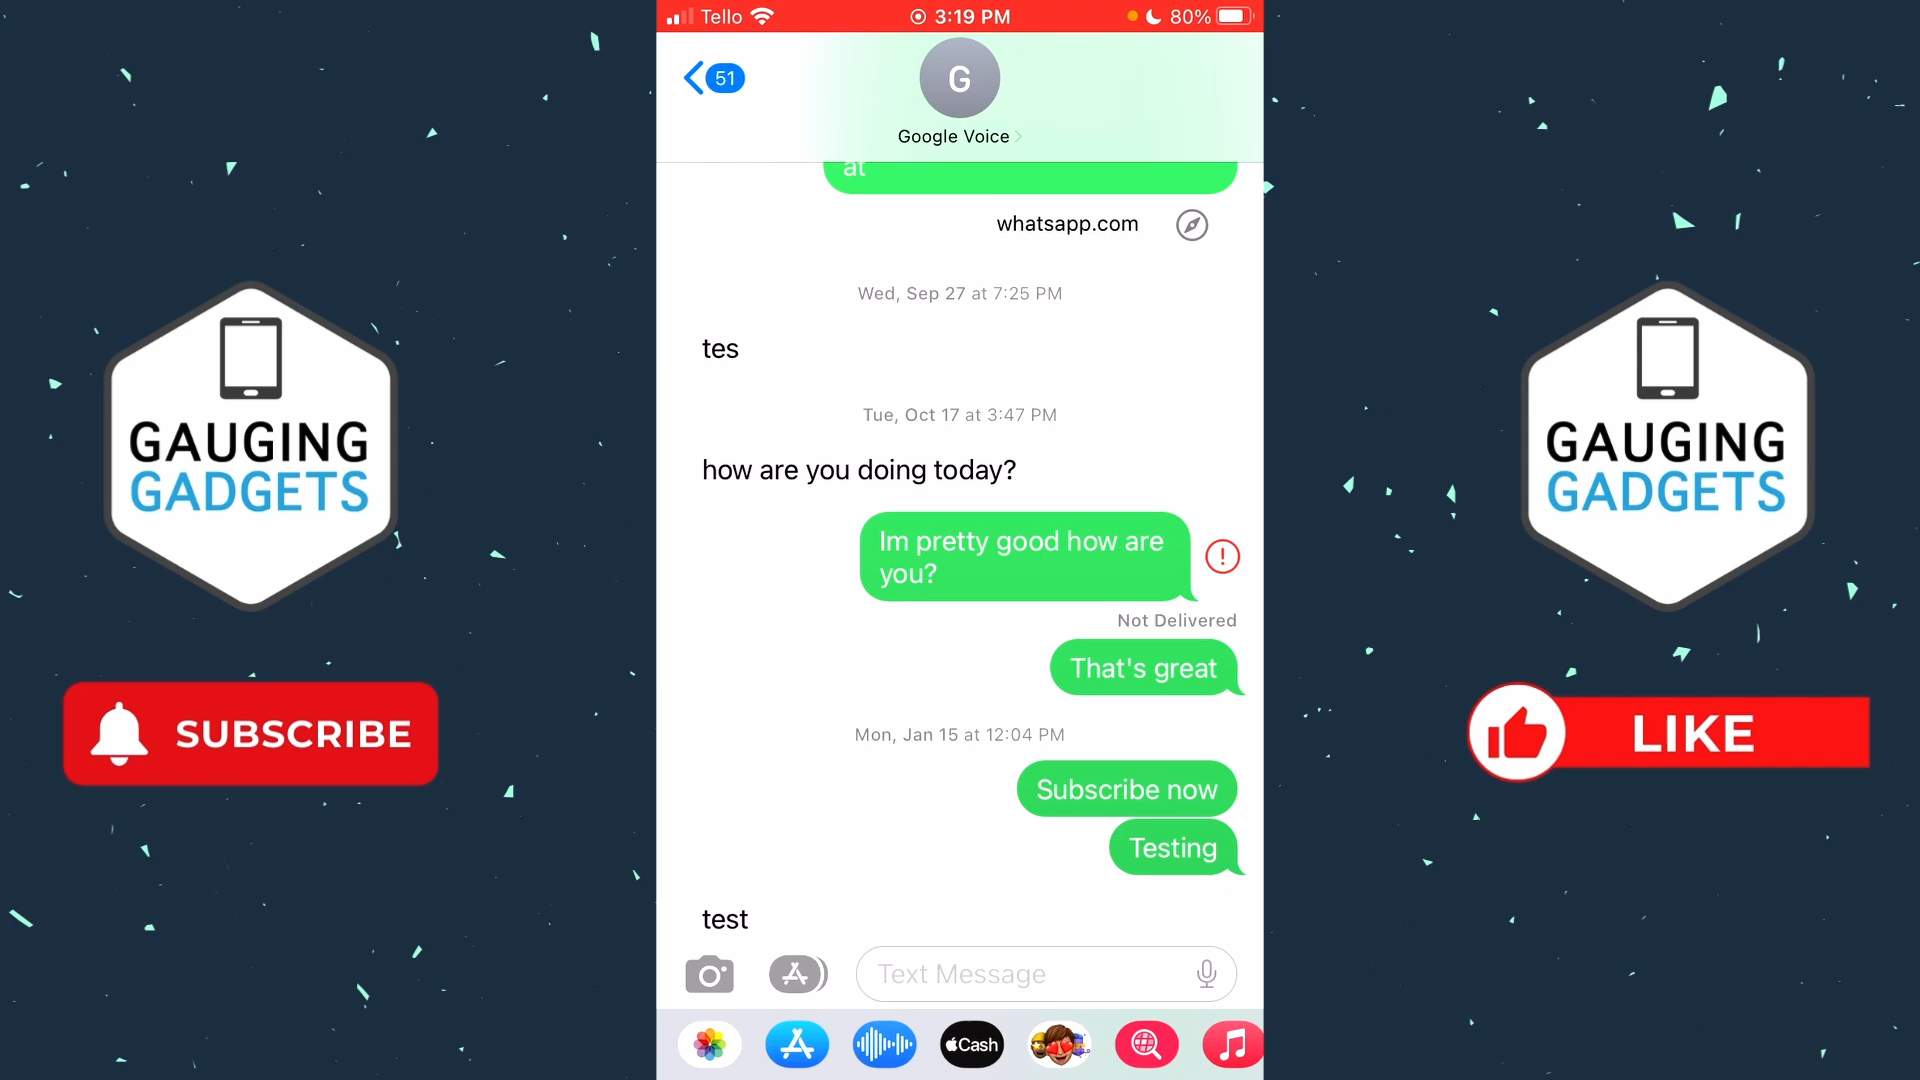 Tello
3:19 PM
80%
51
G
Google Voice
at
whatsapp.com
Wed, Sep 27 at 7:25 PM
tes
Tue, Oct 17 at 3:47 PM
how are you doing today?
Im pretty good how are
you?
!
Not Delivered
That's great
Mon, Jan 15 at 12:04 PM
Subscribe now
Testing
test
Text Message
Cash
GAUGING
GADGETS
SUBSCRIBE
GAUGING
GADGETS
LIKE